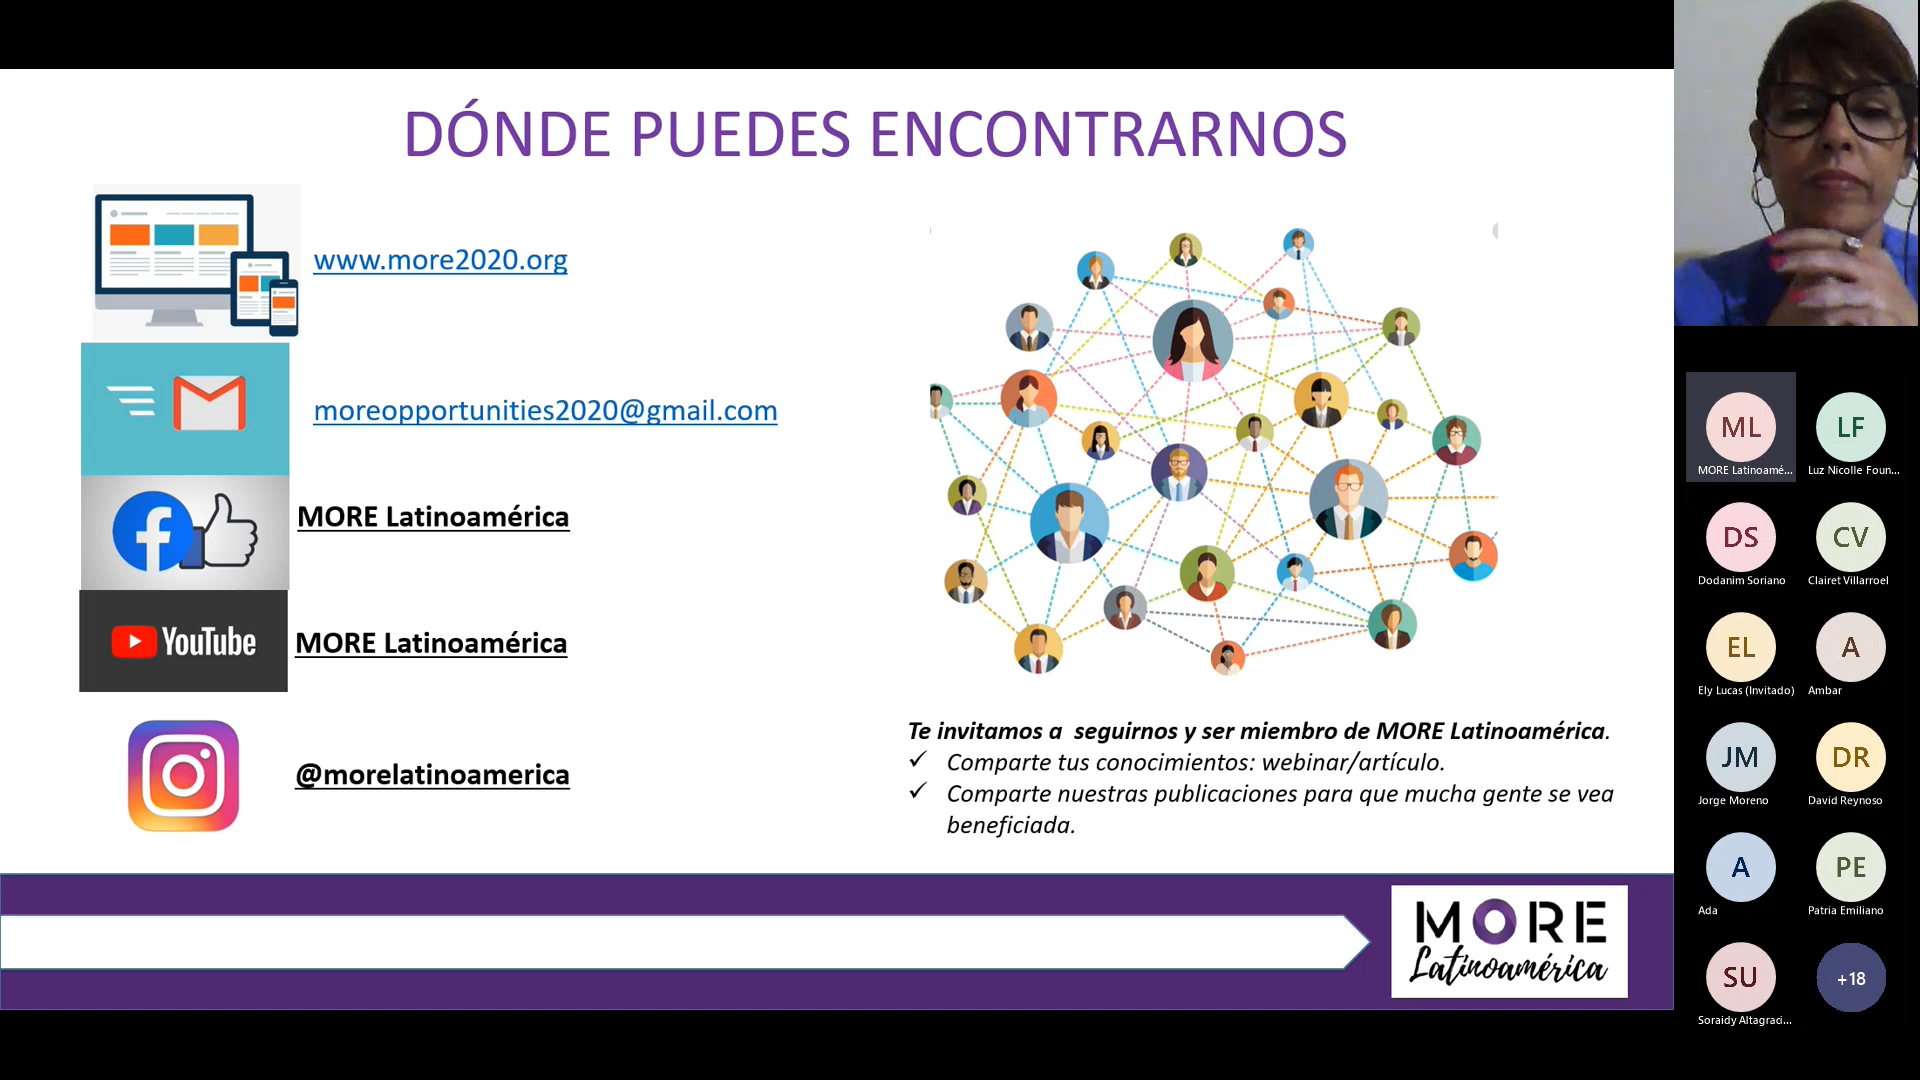 DÓNDE PUEDES ENCONTRARNOS
www.more2020.org
moreopportunities2020@gmail.com
MORE Latinoamérica
YouTube
MORE Latinoamérica
@morelatinoamerica
Te invitamos a  seguirnos y ser miembro de MORE Latinoamérica.
✓ Comparte tus conocimientos: webinar/artículo.
✓ Comparte nuestras publicaciones para que mucha gente se vea
beneficiada.
MORE
Latinoamérica
ML
MORE Latinoamé...
LF
Luz Nicolle Foun...
DS
Dodanim Soriano
CV
Clairet Villarroel
EL
Ely Lucas (Invitado)
A
Ambar
JM
Jorge Moreno
DR
David Reynoso
A
Ada
PE
Patria Emiliano
SU
Soraidy Altagraci...
+18